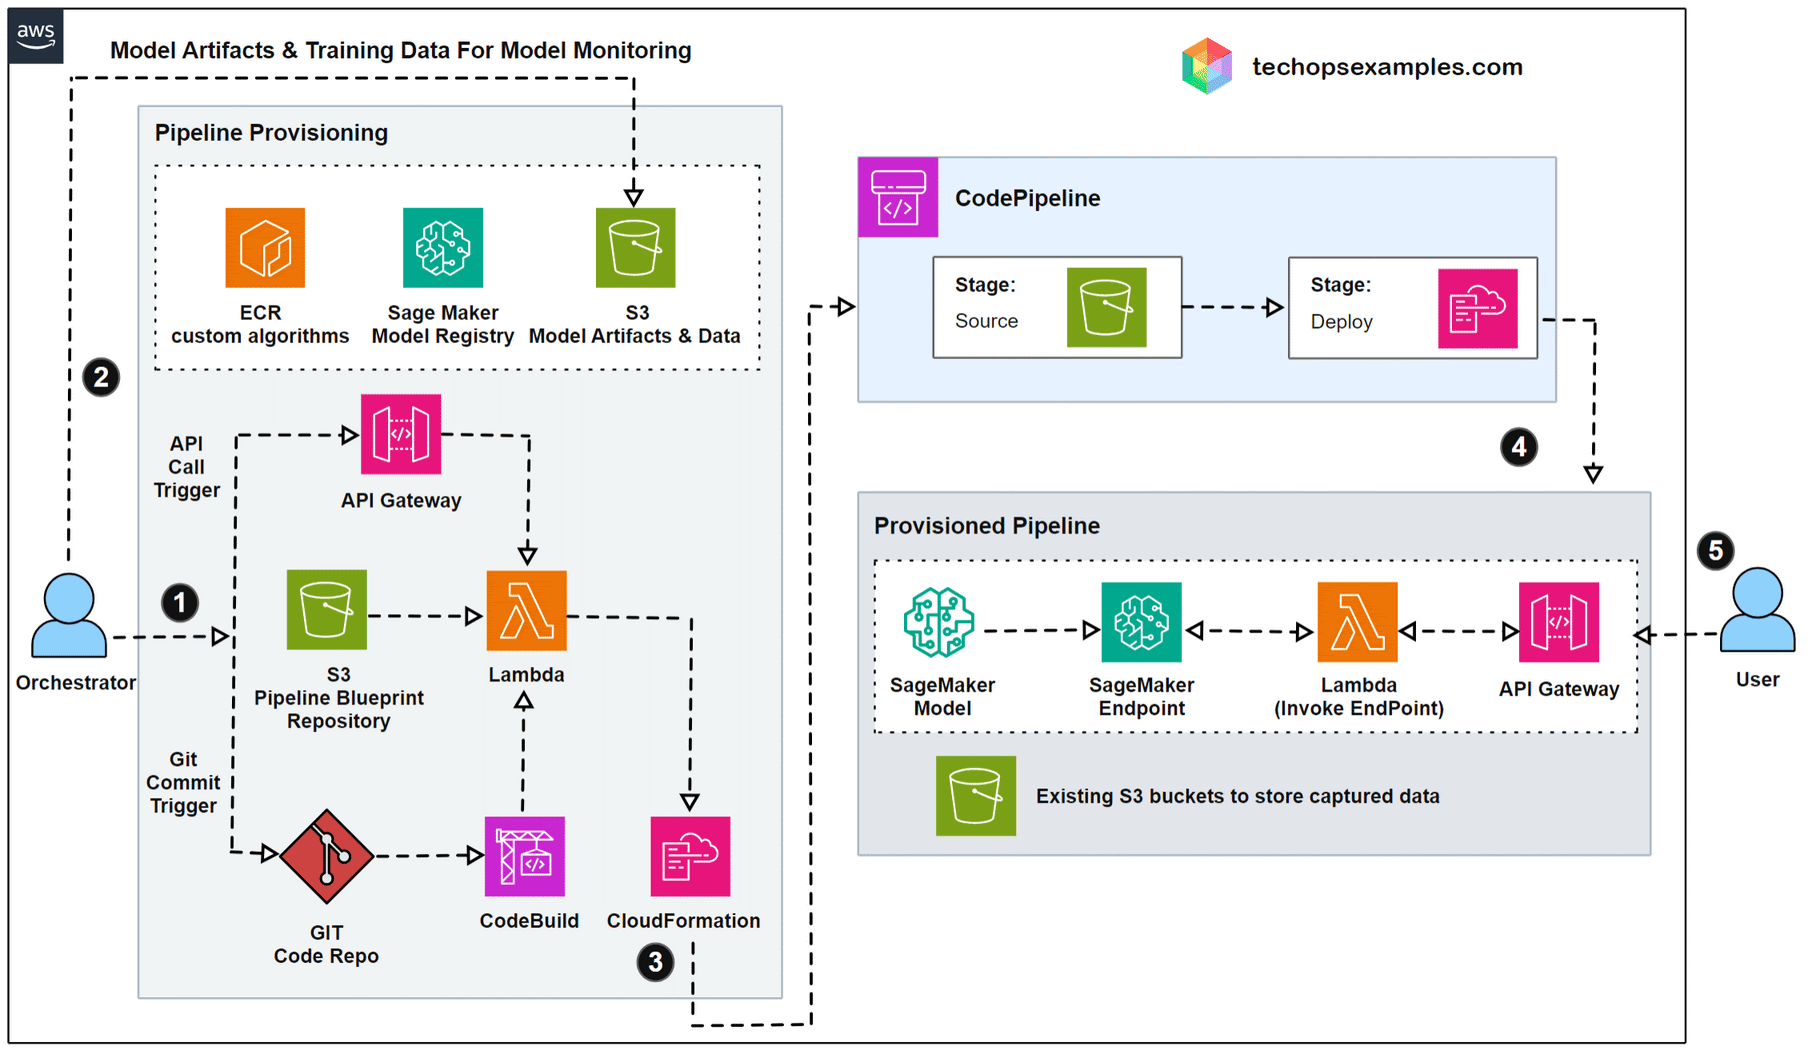 aws
Model Artifacts & Training Data For Model Monitoring
techopsexamples.com
Pipeline Provisioning
ECR
custom algorithms
Sage Maker
Model Registry
S3
Model Artifacts & Data
2
API
Call
Trigger
API Gateway
1
Orchestrator
S3
Pipeline Blueprint
Repository
Lambda
Git
Commit
Trigger
GIT
Code Repo
CodeBuild
CloudFormation
3
CodePipeline
Stage:
Source
Stage:
Deploy
4
Provisioned Pipeline
SageMaker
Model
SageMaker
Endpoint
Lambda
(Invoke EndPoint)
API Gateway
Existing S3 buckets to store captured data
5
User